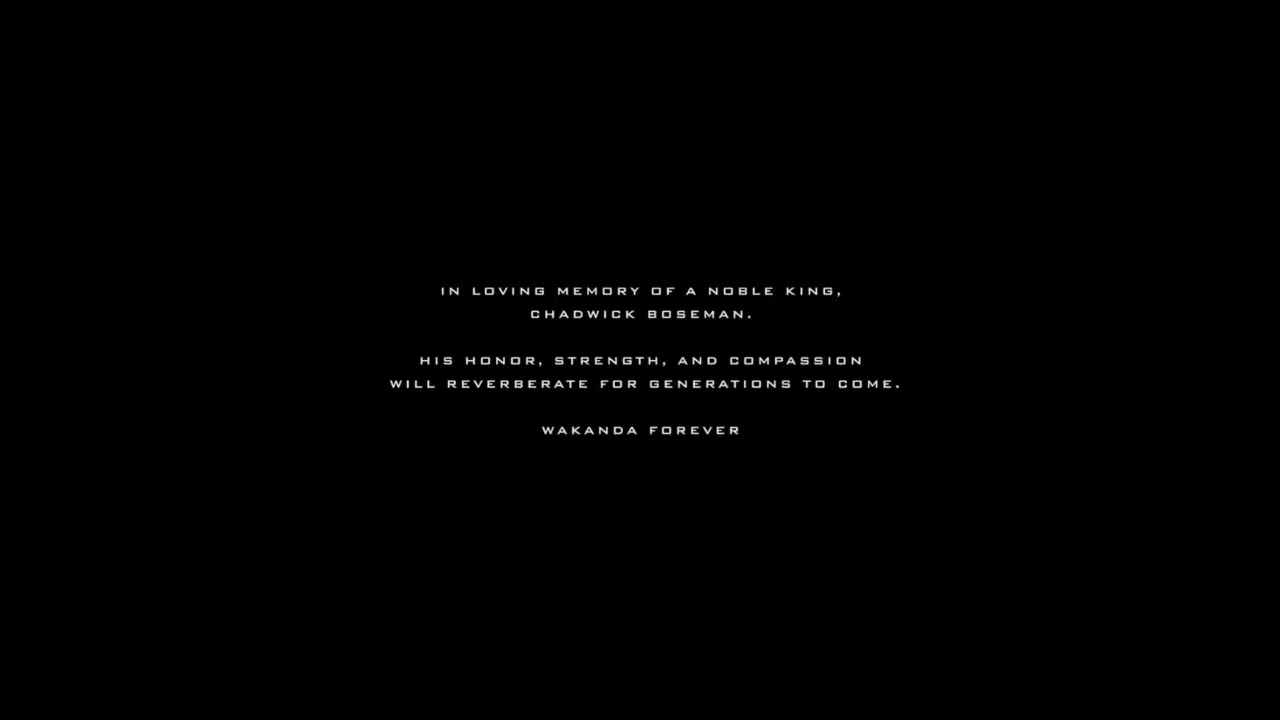 IN LOVING MEMORY OF A NOBLE KING,
CHADWICK BOSEMAN.
HIS HONOR, STRENGTH, AND COMPASSION
WILL REVERBERATE FOR GENERATIONS TO COME.
WAKANDA FOREVER